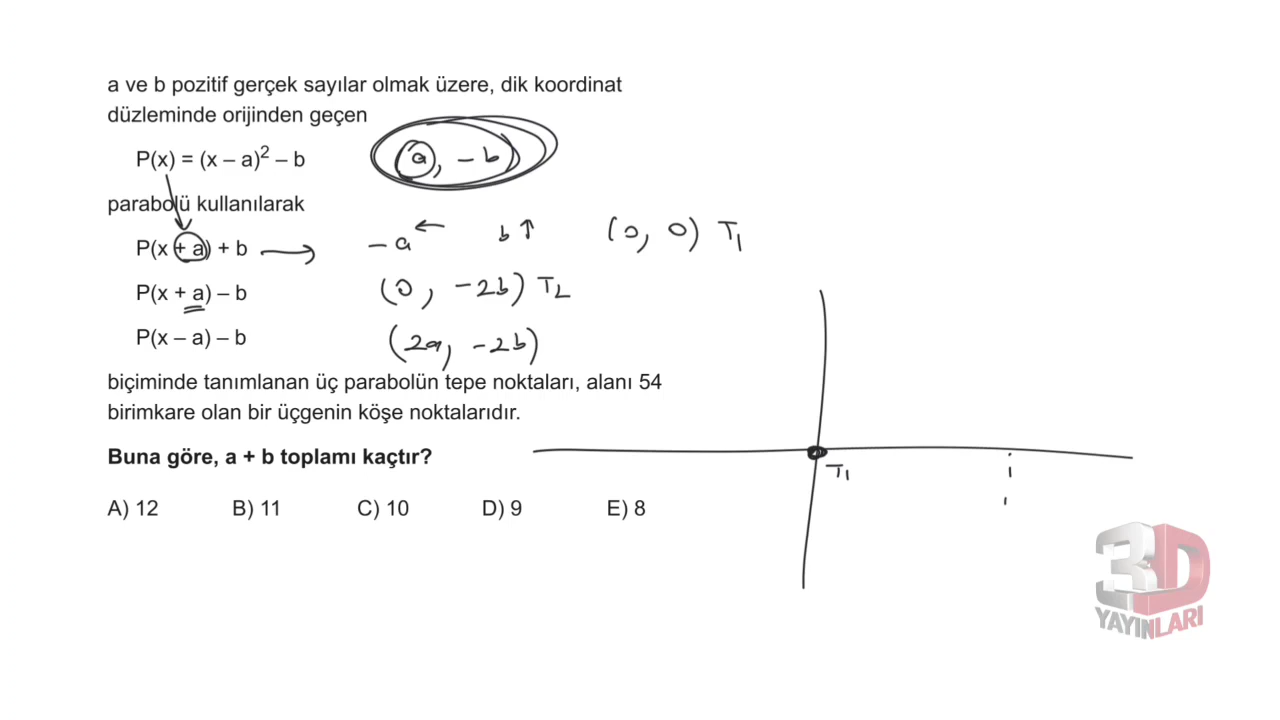 a ve b pozitif gerçek sayılar olmak üzere, dik koordinat
düzleminde orijinden geçen
P(x) = (x – a)² – b
(a, – b)
parabolü kullanılarak
P(x + a) + b → – a ← b ↑ (0, 0) T₁
P(x + a) – b (0, –2b) T₂
P(x – a) – b (2a, –2b)
biçiminde tanımlanan üç parabolün tepe noktaları, alanı 54
birimkare olan bir üçgenin köşe noktalarıdır.
Buna göre, a + b toplamı kaçtır?
T₁
A) 12 B) 11 C) 10 D) 9 E) 8
3D
YAYINLARI